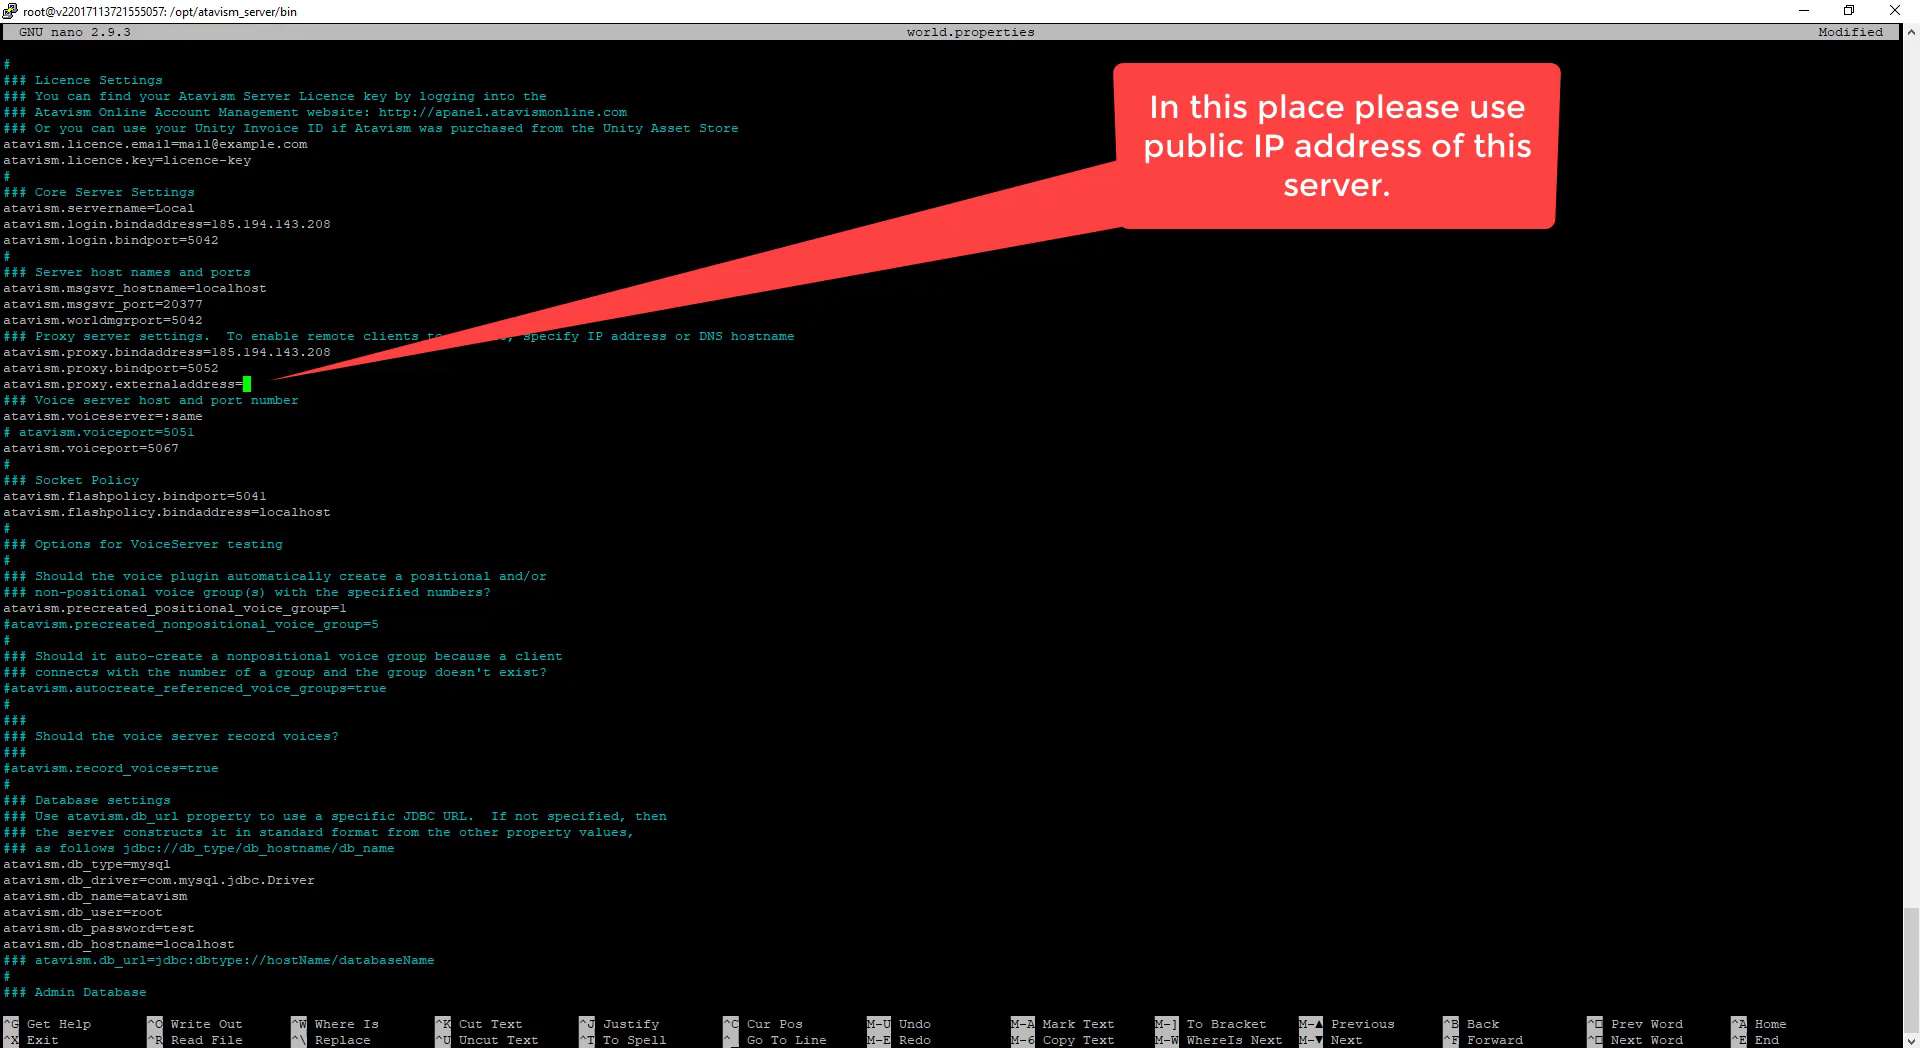 root@v22017113721555057: /opt/atavism_server/bin
GNU nano 2.9.3 world.properties Modified
#
### Licence Settings
### You can find your Atavism Server Licence key by logging into the
### Atavism Online Account Management website: http://apanel.atavismonline.com
### Or you can use your Unity Invoice ID if Atavism was purchased from the Unity Asset Store
atavism.licence.email=mail@example.com
atavism.licence.key=licence-key
#
### Core Server Settings
atavism.servername=Local
atavism.login.bindaddress=185.194.143.208
atavism.login.bindport=5042
#
### Server host names and ports
atavism.msgsvr_hostname=localhost
atavism.msgsvr_port=20377
atavism.worldmgrport=5042
### Proxy server settings.  To enable remote clients specify IP address or DNS hostname
atavism.proxy.bindaddress=185.194.143.208
atavism.proxy.bindport=5052
atavism.proxy.externaladdress=
### Voice server host and port number
atavism.voiceserver=:same
# atavism.voiceport=5051
atavism.voiceport=5067
#
### Socket Policy
atavism.flashpolicy.bindport=5041
atavism.flashpolicy.bindaddress=localhost
#
### Options for VoiceServer testing
#
### Should the voice plugin automatically create a positional and/or
### non-positional voice group(s) with the specified numbers?
atavism.precreated_positional_voice_group=1
#atavism.precreated_nonpositional_voice_group=5
#
### Should it auto-create a nonpositional voice group because a client
### connects with the number of a group and the group doesn't exist?
#atavism.autocreate_referenced_voice_groups=true
#
###
### Should the voice server record voices?
###
#atavism.record_voices=true
#
### Database settings
### Use atavism.db_url property to use a specific JDBC URL.  If not specified, then
### the server constructs it in standard format from the other property values,
### as follows jdbc://db_type/db_hostname/db_name
atavism.db_type=mysql
atavism.db_driver=com.mysql.jdbc.Driver
atavism.db_name=atavism
atavism.db_user=root
atavism.db_password=test
atavism.db_hostname=localhost
### atavism.db_url=jdbc:dbtype://hostName/databaseName
#
### Admin Database
In this place please use
public IP address of this
server.
^G Get Help ^O Write Out ^W Where Is ^K Cut Text ^J Justify ^C Cur Pos M-U Undo M-A Mark Text M-] To Bracket M-▲ Previous ^B Back Prev Word ^A Home
^X Exit ^R Read File ^\ Replace ^U Uncut Text ^T To Spell ^_ Go To Line M-E Redo M-6 Copy Text M-W WhereIs Next M-▼ Next ^F Forward Next Word ^E End